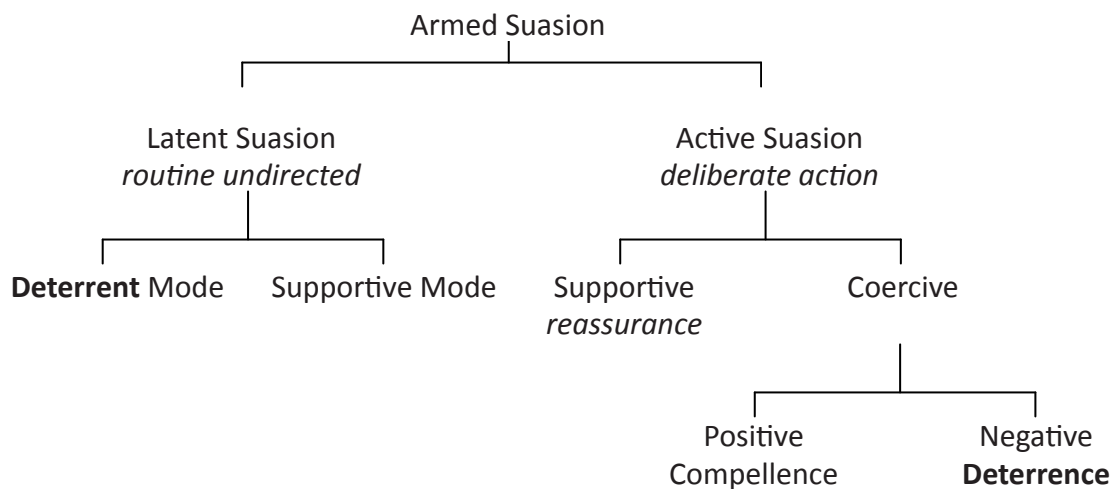 Armed Suasion
Latent Suasion
routine undirected
Active Suasion
deliberate action
Deterrent Mode
Supportive Mode
Supportive
reassurance
Coercive
Positive
Compellence
Negative
Deterrence